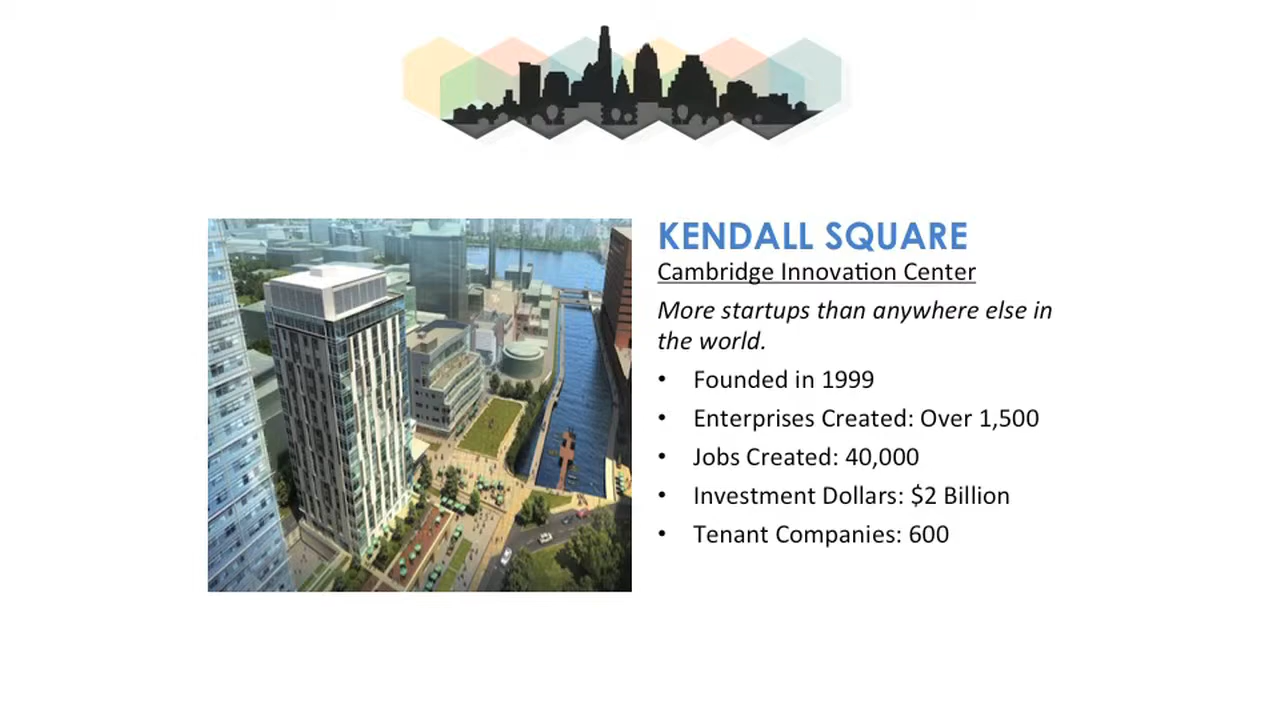 KENDALL SQUARE
Cambridge Innovation Center
More startups than anywhere else in
the world.
• Founded in 1999
• Enterprises Created: Over 1,500
• Jobs Created: 40,000
• Investment Dollars: $2 Billion
• Tenant Companies: 600